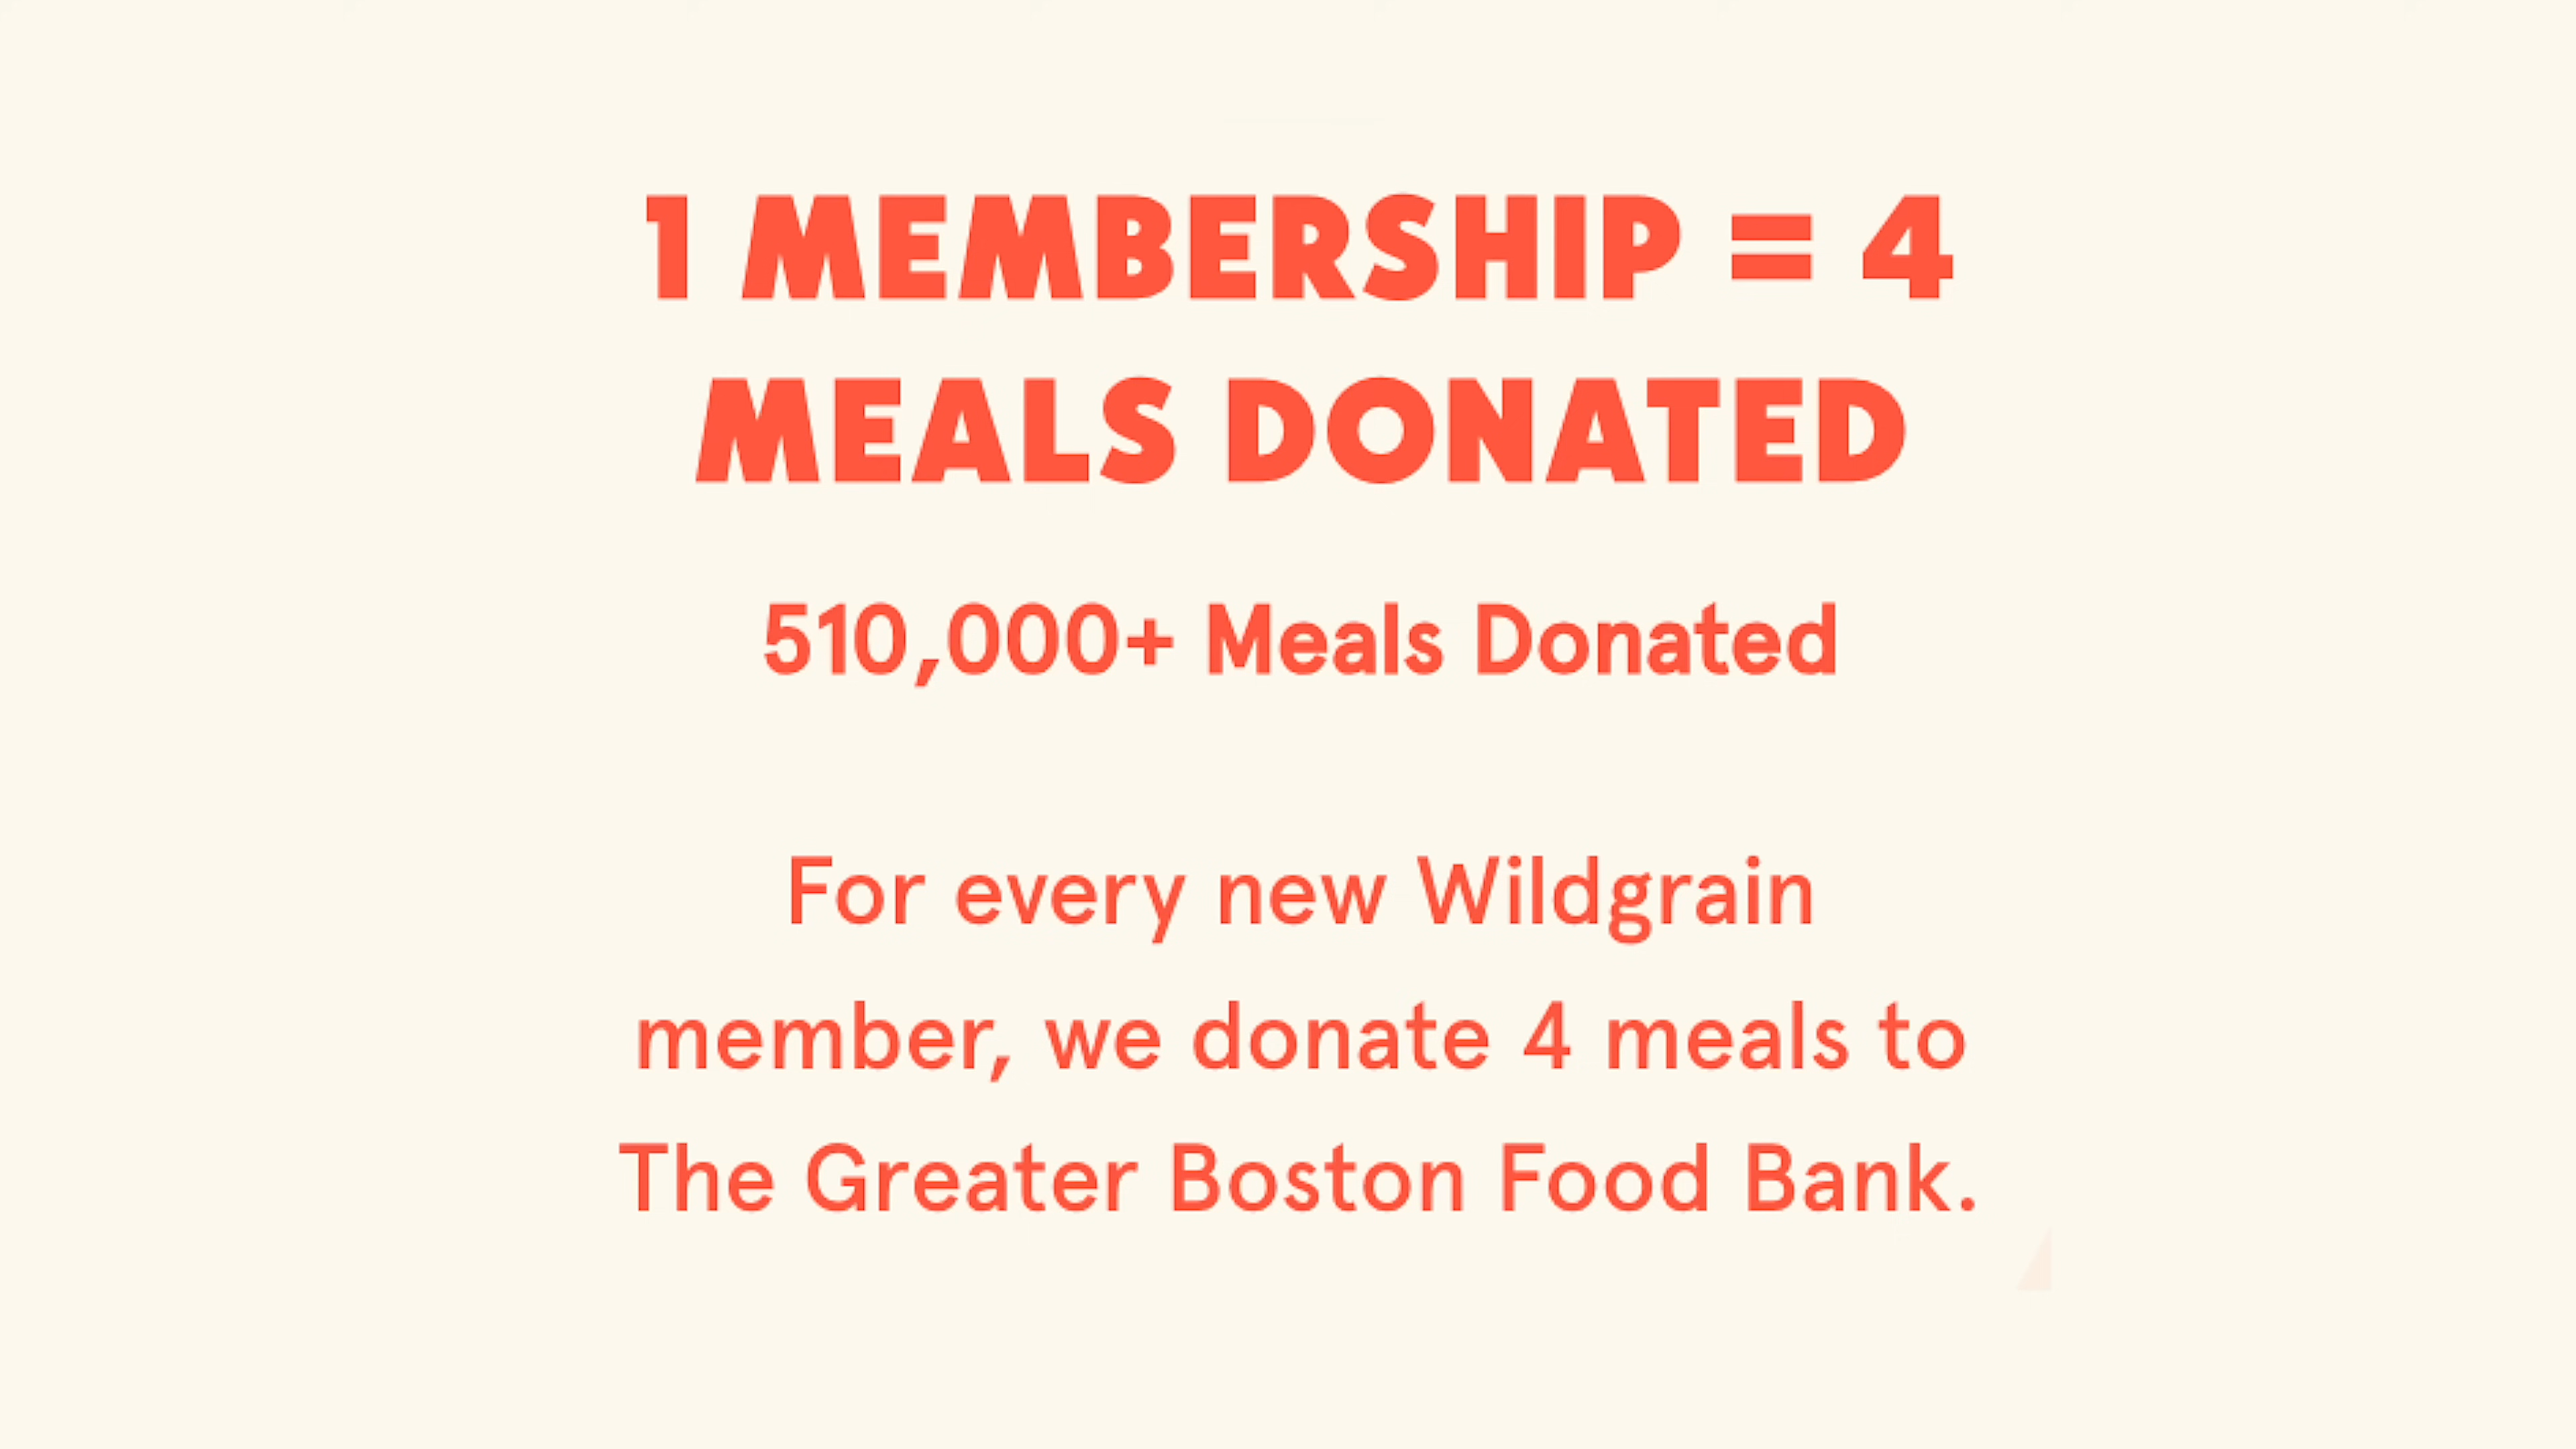 1 MEMBERSHIP = 4
MEALS DONATED
510,000+ Meals Donated
For every new Wildgrain
member, we donate 4 meals to
The Greater Boston Food Bank.